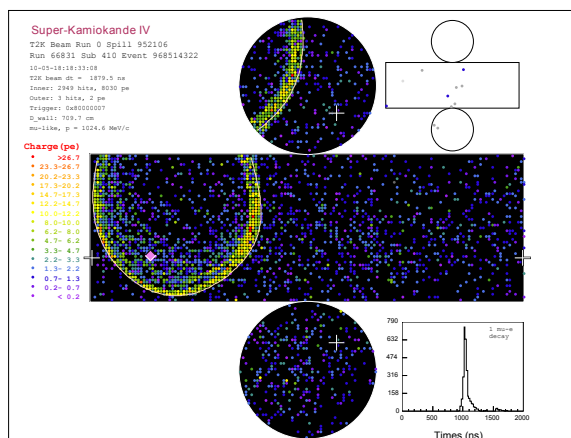 Super-Kamiokande IV
T2K Beam Run 0 Spill 952106
Run 66831 Sub 410 Event 968514322
10-05-18:18:33:08
T2K beam dt = 1879.5 ns
Inner: 2949 hits, 8030 pe
Outer: 3 hits, 2 pe
Trigger: 0x80000007
D_wall: 709.7 cm
mu-like, p = 1024.6 MeV/c
Charge(pe)
>26.7
23.3-26.7
20.2-23.3
17.3-20.2
14.7-17.3
12.2-14.7
10.0-12.2
8.0-10.0
6.2- 8.0
4.7- 6.2
3.3- 4.7
2.2- 3.3
1.3- 2.2
0.7- 1.3
0.2- 0.7
< 0.2
1 mu-e
decay
790
632
474
316
158
0
0 500 1000 1500 2000
Times (ns)